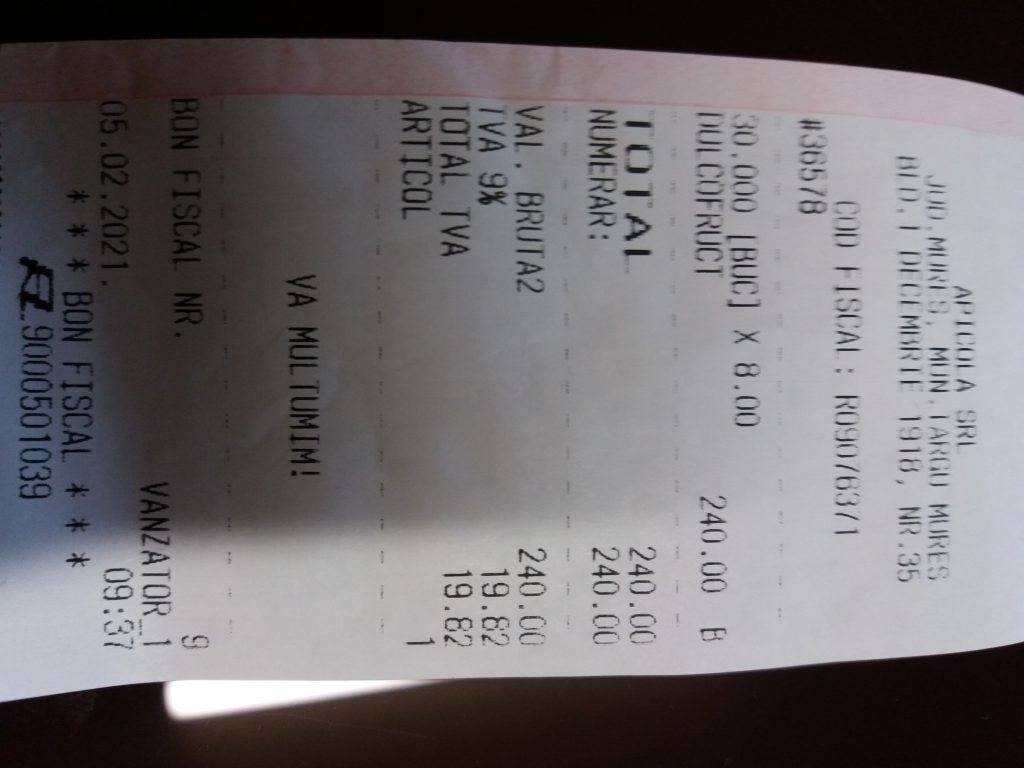 APICOLA SRL
JUD.MURES, MUN.TARGU MURES
BLD.1 DECEMBRIE 1918, NR.35
COD FISCAL: RO907637/1
#36578
30.000 [BUC] X 8.00
DULCOFRUCT 240.00 B
TOTAL 240.00
NUMERAR: 240.00
VAL. BRUTA2 240.00
TVA 9% 19.82
TOTAL TVA 19.82
ARTICOL 1
VA MULTUMIM!
BON FISCAL NR. 9
VANZATOR_1
05.02.2021. 09:37
* * * BON FISCAL * * *
9000501039